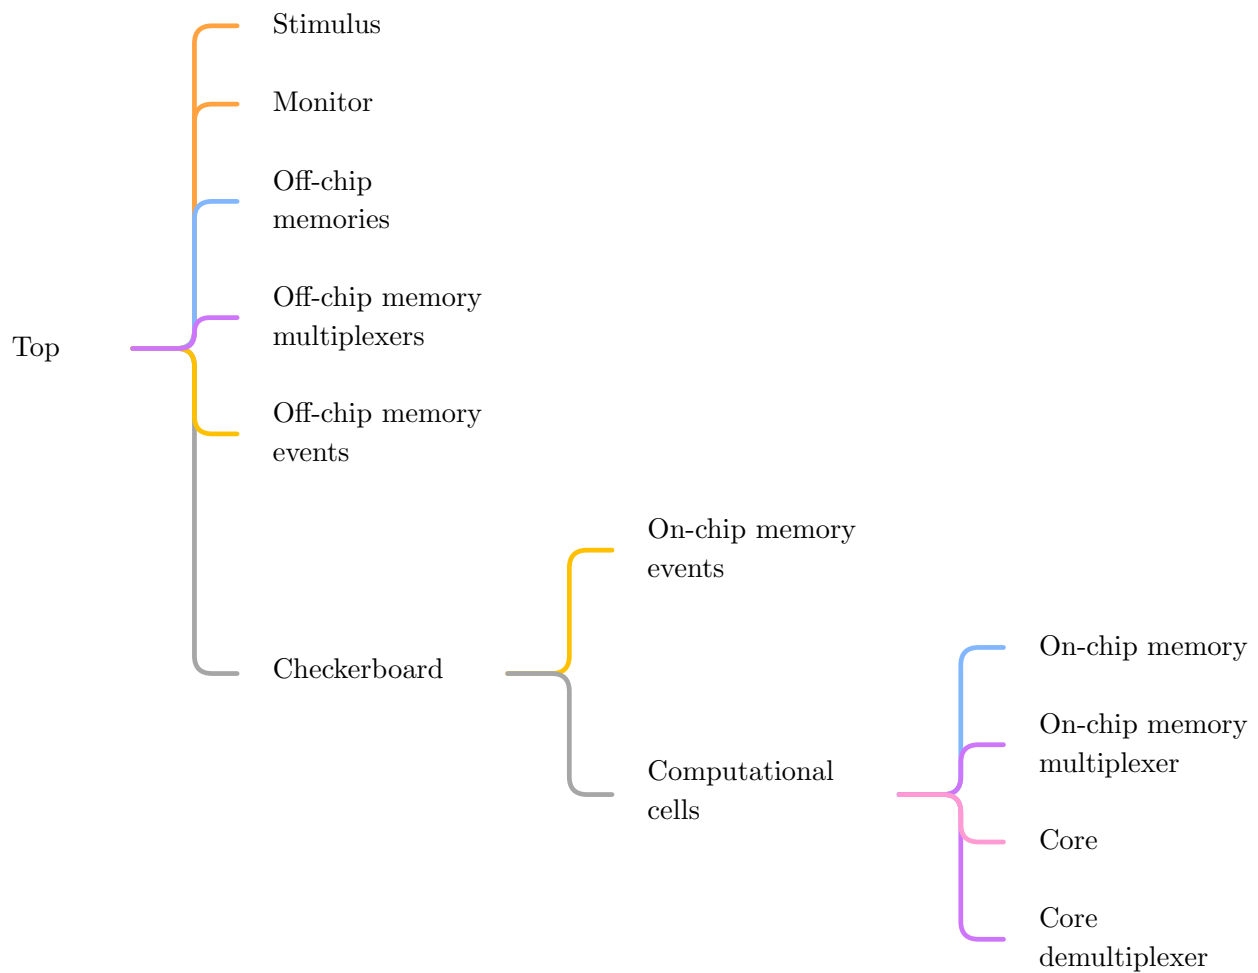 Stimulus
Monitor
Off-chip
memories
Off-chip memory
multiplexers
Top
Off-chip memory
events
On-chip memory
events
Checkerboard
On-chip memory
On-chip memory
multiplexer
Computational
cells
Core
Core
demultiplexer